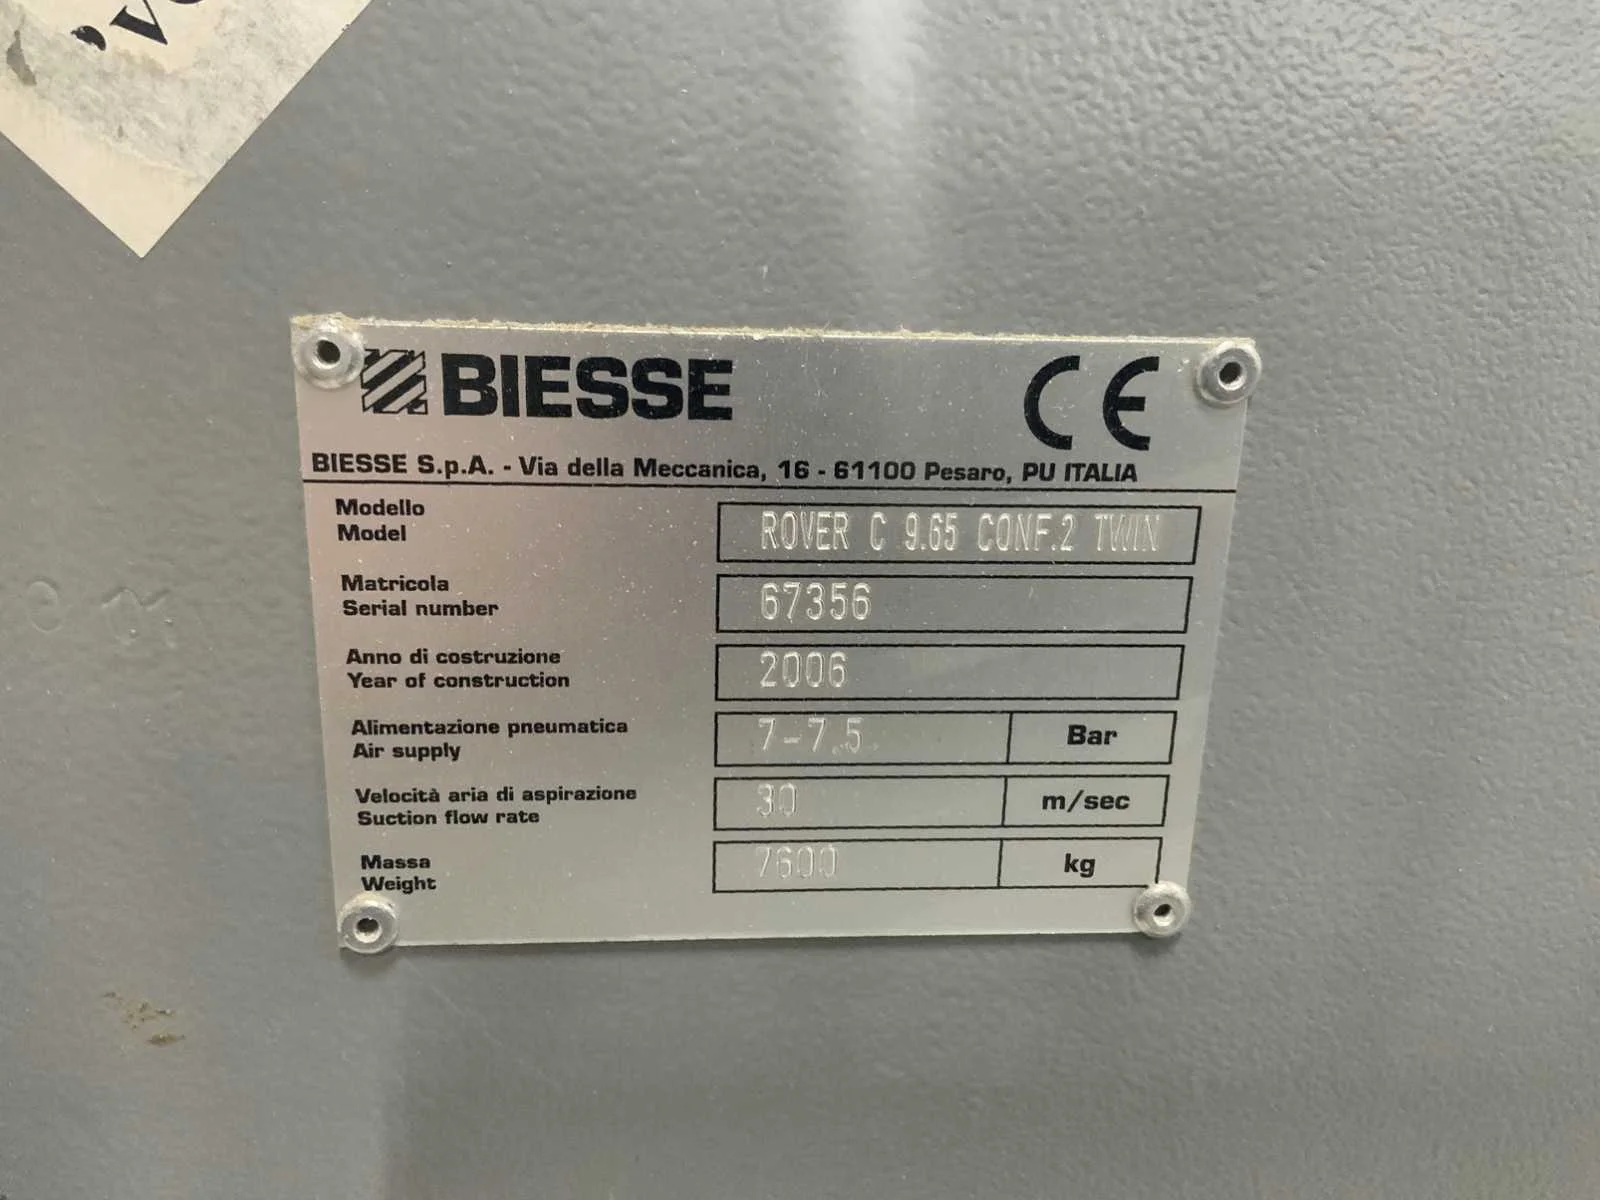 BIESSE CE
BIESSE S.p.A. - Via della Meccanica, 16 - 61100 Pesaro, PU ITALIA
Modello
Model
ROVER C 9.65 CONF.2 TWIN
Matricola
Serial number
67356
Anno di costruzione
Year of construction
2006
Alimentazione pneumatica
Air supply
7-7.5 Bar
Velocità aria di aspirazione
Suction flow rate
30 m/sec
Massa
Weight
7600 kg